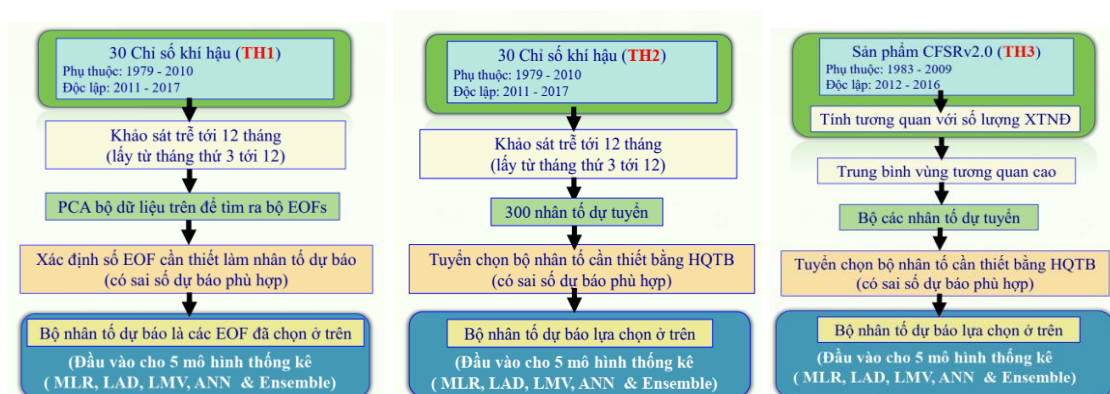 30 Chỉ số khí hậu (TH1)
Phụ thuộc: 1979 - 2010
Độc lập: 2011 - 2017
Khảo sát trễ tới 12 tháng
(lấy từ tháng thứ 3 tới 12)
PCA bộ dữ liệu trên để tìm ra bộ EOFs
Xác định số EOF cần thiết làm nhân tố dự báo
(có sai số dự báo phù hợp)
Bộ nhân tố dự báo là các EOF đã chọn ở trên
(Đầu vào cho 5 mô hình thống kê
( MLR, LAD, LMV, ANN & Ensemble)
30 Chỉ số khí hậu (TH2)
Phụ thuộc: 1979 - 2010
Độc lập: 2011 - 2017
Khảo sát trễ tới 12 tháng
(lấy từ tháng thứ 3 tới 12)
300 nhân tố dự tuyển
Tuyển chọn bộ nhân tố cần thiết bằng HQTB
(có sai số dự báo phù hợp)
Bộ nhân tố dự báo lựa chọn ở trên
(Đầu vào cho 5 mô hình thống kê
( MLR, LAD, LMV, ANN & Ensemble)
Sản phẩm CFSRv2.0 (TH3)
Phụ thuộc: 1983 - 2009
Độc lập: 2012 - 2016
Tính tương quan với số lượng XTNĐ
Trung bình vùng tương quan cao
Bộ các nhân tố dự tuyển
Tuyển chọn bộ nhân tố cần thiết bằng HQTB
(có sai số dự báo phù hợp)
Bộ nhân tố dự báo lựa chọn ở trên
(Đầu vào cho 5 mô hình thống kê
( MLR, LAD, LMV, ANN & Ensemble)